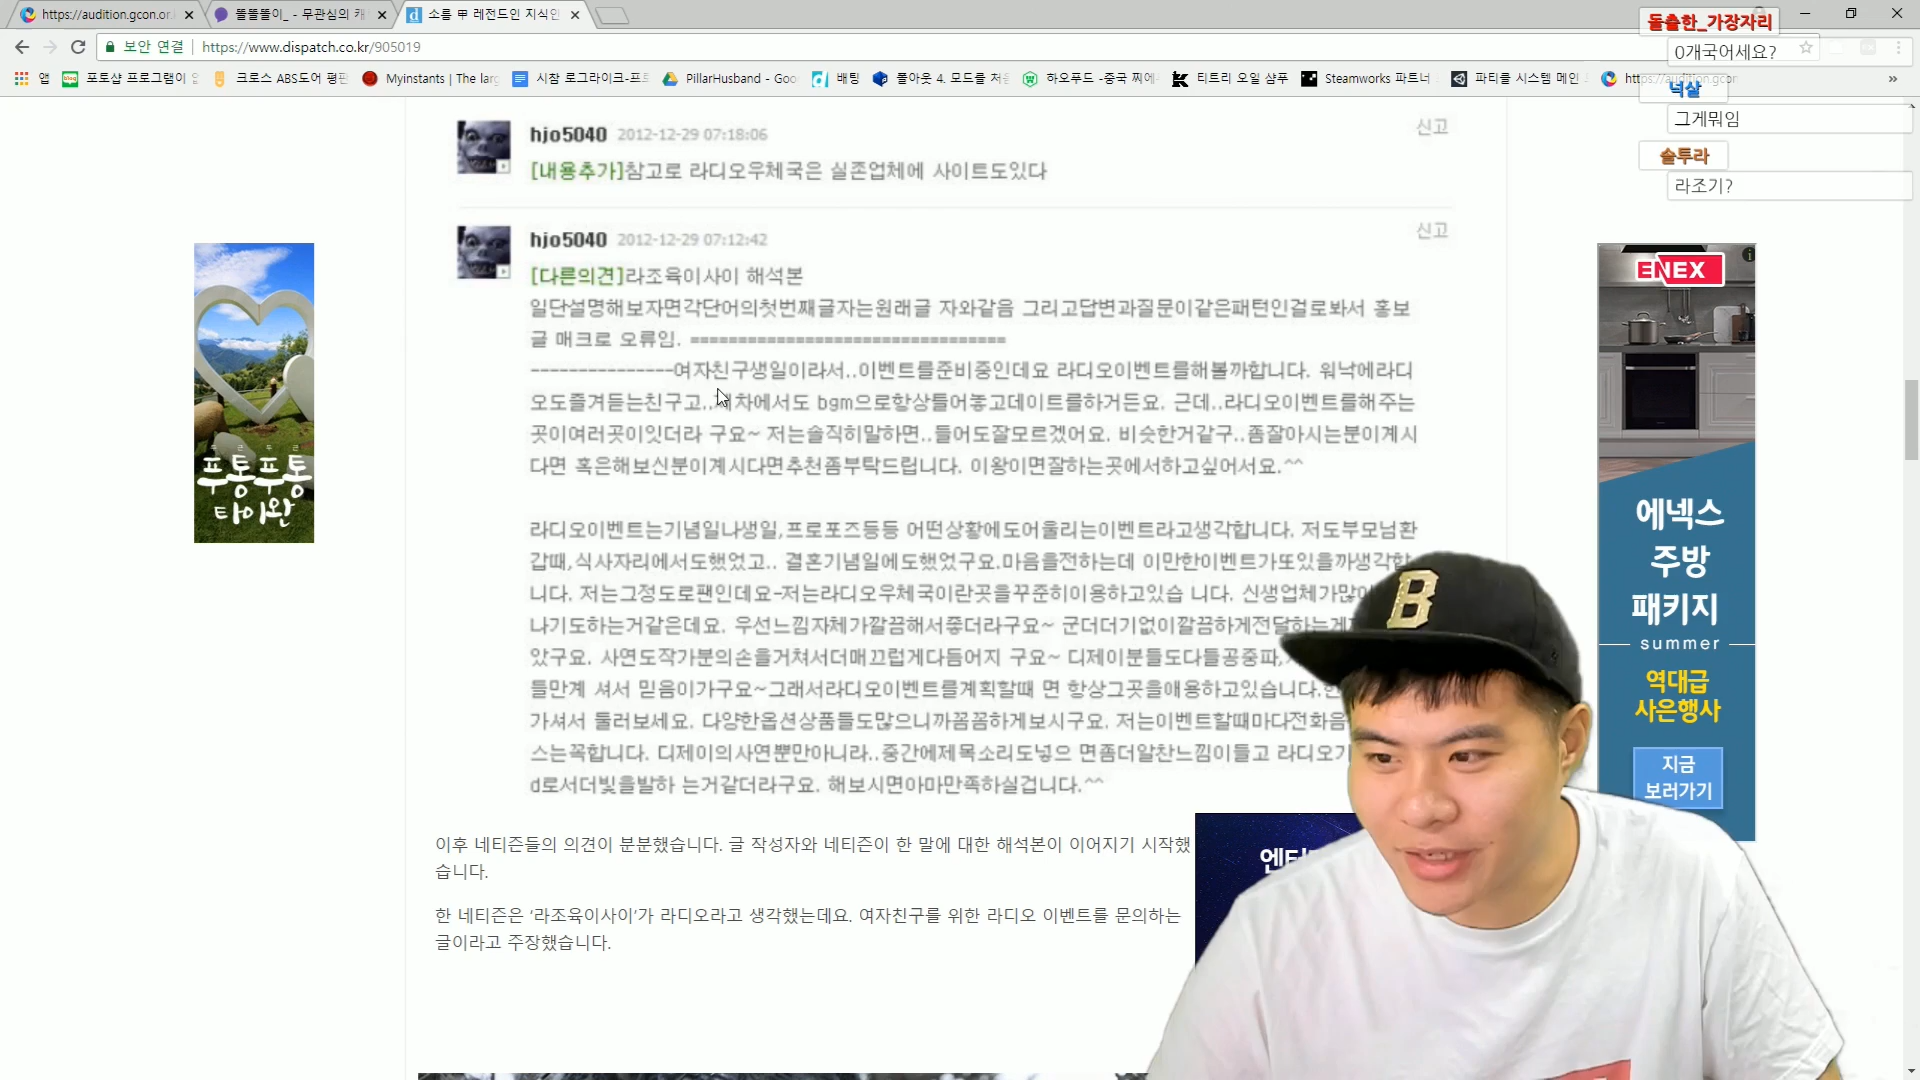 https://audition.gcon.or.
똘똘똘이_ - 무관심의 캐
소름 甲 레전드인 지식인
보안 연결
https://www.dispatch.co.kr/905019
앱
포토샵 프로그램이 안
크로스 ABS도어 평판
Myinstants | The larg
시참 로그라이크-프로
PillarHusband - Goo
배팅
폴아웃 4. 모드를 처음
하오푸드 -중국 찌에
티트리 오일 샴푸
Steamworks 파트너
파티클 시스템 메인
https://audition.gcon
»
돌출한_가장자리
0개국어세요?
넉살
그게뭐임
솔투라
라조기?
hjo5040 2012-12-29 07:18:06
신고
[내용추가]참고로 라디오우체국은 실존업체에 사이트도있다
hjo5040 2012-12-29 07:12:42
신고
[다른의견]라조육이사이 해석본
일단설명해보자면각단어의첫번째글자는원래글 자와같음 그리고답변과질문이같은패턴인걸로봐서 홍보
글 매크로 오류임. =================================
---------------여자친구생일이라서..이벤트를준비중인데요 라디오이벤트를해볼까합니다. 워낙에라디
오도즐겨듣는친구고..제차에서도 bgm으로항상틀어놓고데이트를하거든요. 근데..라디오이벤트를해주는
곳이여러곳이잇더라 구요~ 저는솔직히말하면..들어도잘모르겠어요. 비슷한거같구..좀잘아시는분이계시
다면 혹은해보신분이계시다면추천좀부탁드립니다. 이왕이면잘하는곳에서하고싶어서요.^^
라디오이벤트는기념일나생일,프로포즈등등 어떤상황에도어울리는이벤트라고생각합니다. 저도부모님환
갑때,식사자리에서도했었고.. 결혼기념일에도했었구요.마음을전하는데 이만한이벤트가또있을까생각합
니다. 저는그정도로팬인데요-저는라디오우체국이란곳을꾸준히이용하고있습 니다. 신생업체가많이
나기도하는거같은데요. 우선느낌자체가깔끔해서좋더라구요~ 군더더기없이깔끔하게전달하는게
았구요. 사연도작가분의손을거쳐서더매끄럽게다듬어지 구요~ 디제이분들도다들공중파,
들만계 셔서 믿음이가구요~그래서라디오이벤트를계획할때 면 항상그곳을애용하고있습니다.한
가셔서 둘러보세요. 다양한옵션상품들도많으니까꼼꼼하게보시구요. 저는이벤트할때마다전화음
스는꼭합니다. 디제이의사연뿐만아니라..중간에제목소리도넣으 면좀더알찬느낌이들고 라디오기
d로서더빛을발하 는거같더라구요. 해보시면아마만족하실겁니다.^^
이후 네티즌들의 의견이 분분했습니다. 글 작성자와 네티즌이 한 말에 대한 해석본이 이어지기 시작했
습니다.
한 네티즌은 ‘라조육이사이’가 라디오라고 생각했는데요. 여자친구를 위한 라디오 이벤트를 문의하는
글이라고 주장했습니다.
두근두근
푸통푸통
타이완
ENEX
에넥스
주방
패키지
summer
역대급
사은행사
지금
보러가기
엔터
B